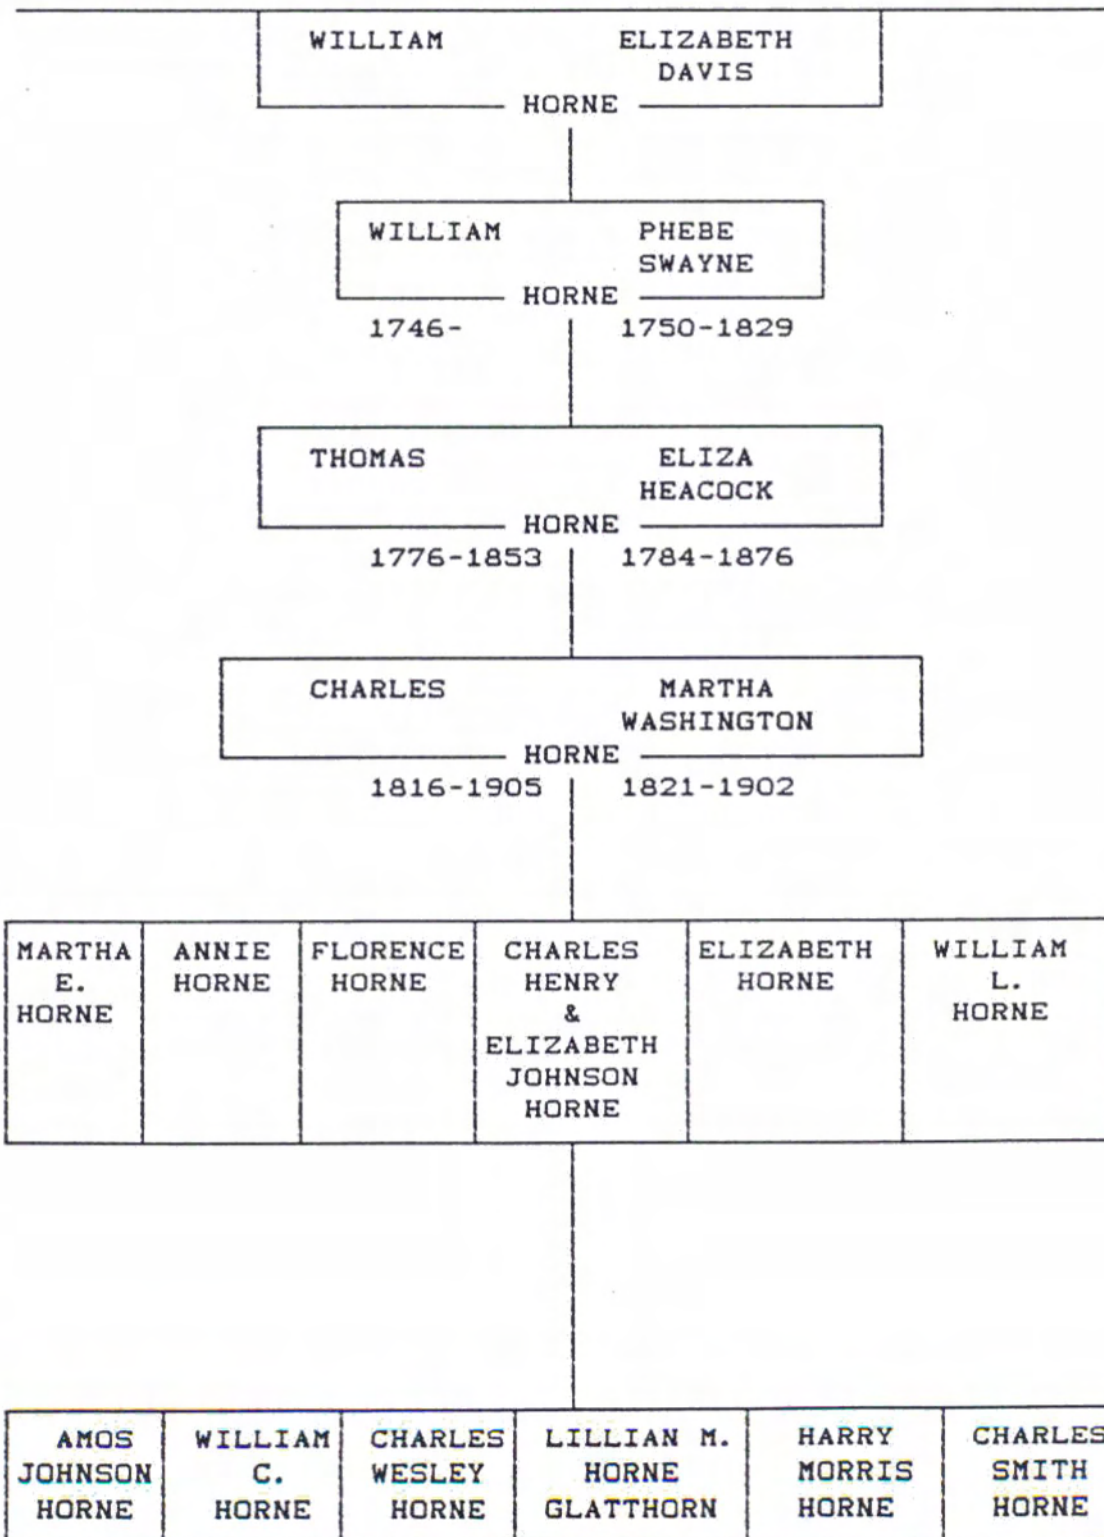 WILLIAM ELIZABETH
DAVIS
HORNE
WILLIAM PHEBE
SWAYNE
HORNE
1746- 1750-1829
THOMAS ELIZA
HEACOCK
HORNE
1776-1853 1784-1876
CHARLES MARTHA
WASHINGTON
HORNE
1816-1905 1821-1902
MARTHA
E.
HORNE
ANNIE
HORNE
FLORENCE
HORNE
CHARLES
HENRY
&
ELIZABETH
JOHNSON
HORNE
ELIZABETH
HORNE
WILLIAM
L.
HORNE
AMOS
JOHNSON
HORNE
WILLIAM
C.
HORNE
CHARLES
WESLEY
HORNE
LILLIAN M.
HORNE
GLATTHORN
HARRY
MORRIS
HORNE
CHARLES
SMITH
HORNE